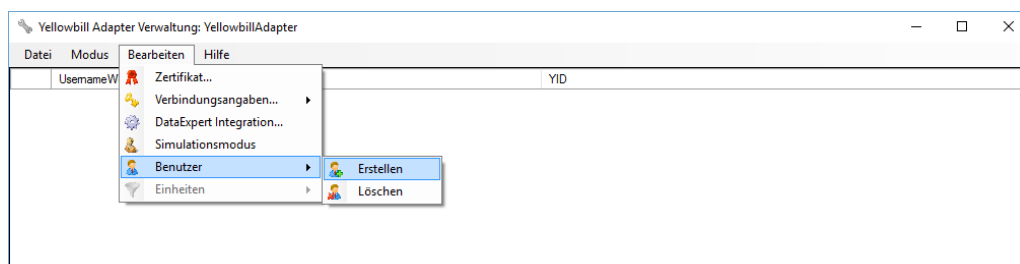 Yellowbill Adapter Verwaltung: YellowbillAdapter
Datei Modus Bearbeiten Hilfe
UsernameW YID
Zertifikat...
Verbindungsangaben...
DataExpert Integration...
Simulationsmodus
Benutzer Erstellen
Einheiten Löschen